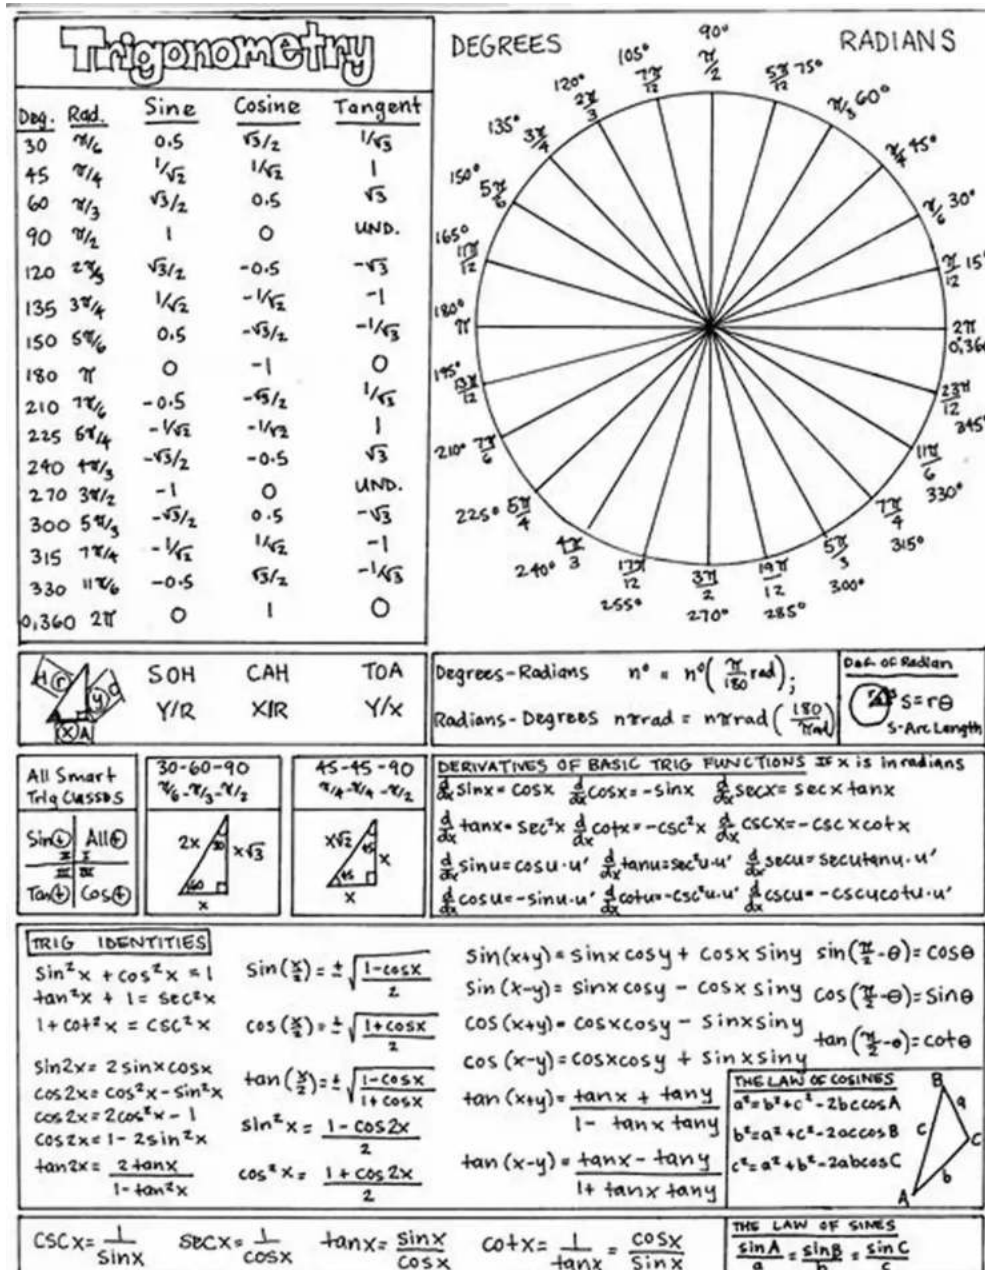 Trigonometry
Deg. Rad. Sine Cosine Tangent
30 π/6 0.5 √3/2 1/√3
45 π/4 1/√2 1/√2 1
60 π/3 √3/2 0.5 √3
90 π/2 1 0 UND.
120 2π/3 √3/2 -0.5 -√3
135 3π/4 1/√2 -1/√2 -1
150 5π/6 0.5 -√3/2 -1/√3
180 π 0 -1 0
210 7π/6 -0.5 -√3/2 1/√3
225 5π/4 -1/√2 -1/√2 1
240 4π/3 -√3/2 -0.5 √3
270 3π/2 -1 0 UND.
300 5π/3 -√3/2 0.5 -√3
315 7π/4 -1/√2 1/√2 -1
330 11π/6 -0.5 √3/2 -1/√3
0,360 2π 0 1 0
DEGREES RADIANS
90° π/2
5π/12 75°
π/3 60°
π/4 45°
π/6 30°
π/12 15°
2π 0°,360
23π/12 345°
11π/6 330°
7π/4 315°
5π/3 300°
19π/12 285°
3π/2 270°
17π/12 255°
4π/3 240°
225° 5π/4
210° 7π/6
195° 13π/12
180° π
165° 11π/12
150° 5π/6
135° 3π/4
120° 2π/3
105° 7π/12
H r y O X A
SOH CAH TOA
Y/R X/R Y/X
Degrees-Radians n° = n°(π/180 rad);
Radians-Degrees nπrad = nπrad(180/πrad)
Def. of Radian
S=rθ
S-Arc Length
All Smart
Trig Classes
Sin⊕ All⊕
II I
III IV
Tan⊕ Cos⊕
30-60-90
π/6-π/3-π/2
2x 30 x√3
60
x
45-45-90
π/4-π/4-π/2
x√2 45 x
45
x
DERIVATIVES OF BASIC TRIG FUNCTIONS If x is in radians
d/dx sinx = cosx d/dx cosx = -sinx d/dx secx = secx tanx
d/dx tanx = sec²x d/dx cotx = -csc²x d/dx cscx = -cscxcotx
d/dx sinu = cosu·u' d/dx tanu = sec²u·u' d/dx secu = secutanu·u'
d/dx cosu = -sinu·u' d/dx cotu = -csc²u·u' d/dx cscu = -cscucotu·u'
TRIG IDENTITIES
sin²x + cos²x = 1
tan²x + 1 = sec²x
1 + cot²x = csc²x
sin2x = 2sinxcosx
cos2x = cos²x - sin²x
cos2x = 2cos²x - 1
cos2x = 1 - 2sin²x
tan2x = 2tanx/1-tan²x
sin(x/2) = ± √1-cosx/2
cos(x/2) = ± √1+cosx/2
tan(x/2) = ± √1-cosx/1+cosx
sin²x = 1-cos2x/2
cos²x = 1+cos2x/2
sin(x+y) = sinxcosy + cosxsiny
sin(x-y) = sinxcosy - cosxsiny
cos(x+y) = cosxcosy - sinxsiny
cos(x-y) = cosxcosy + sinxsiny
tan(x+y) = tanx + tany/1 - tanx tany
tan(x-y) = tanx - tany/1 + tanx tany
sin(π/2-θ) = cosθ
cos(π/2-θ) = sinθ
tan(π/2-θ) = cotθ
THE LAW OF COSINES
a² = b² + c² - 2bccosA
b² = a² + c² - 2accosB
c² = a² + b² - 2abcosC
B
a
c
C
b
A
cscx = 1/sinx secx = 1/cosx tanx = sinx/cosx cotx = 1/tanx = cosx/sinx
THE LAW OF SINES
sinA/a = sinB/b = sinC/c